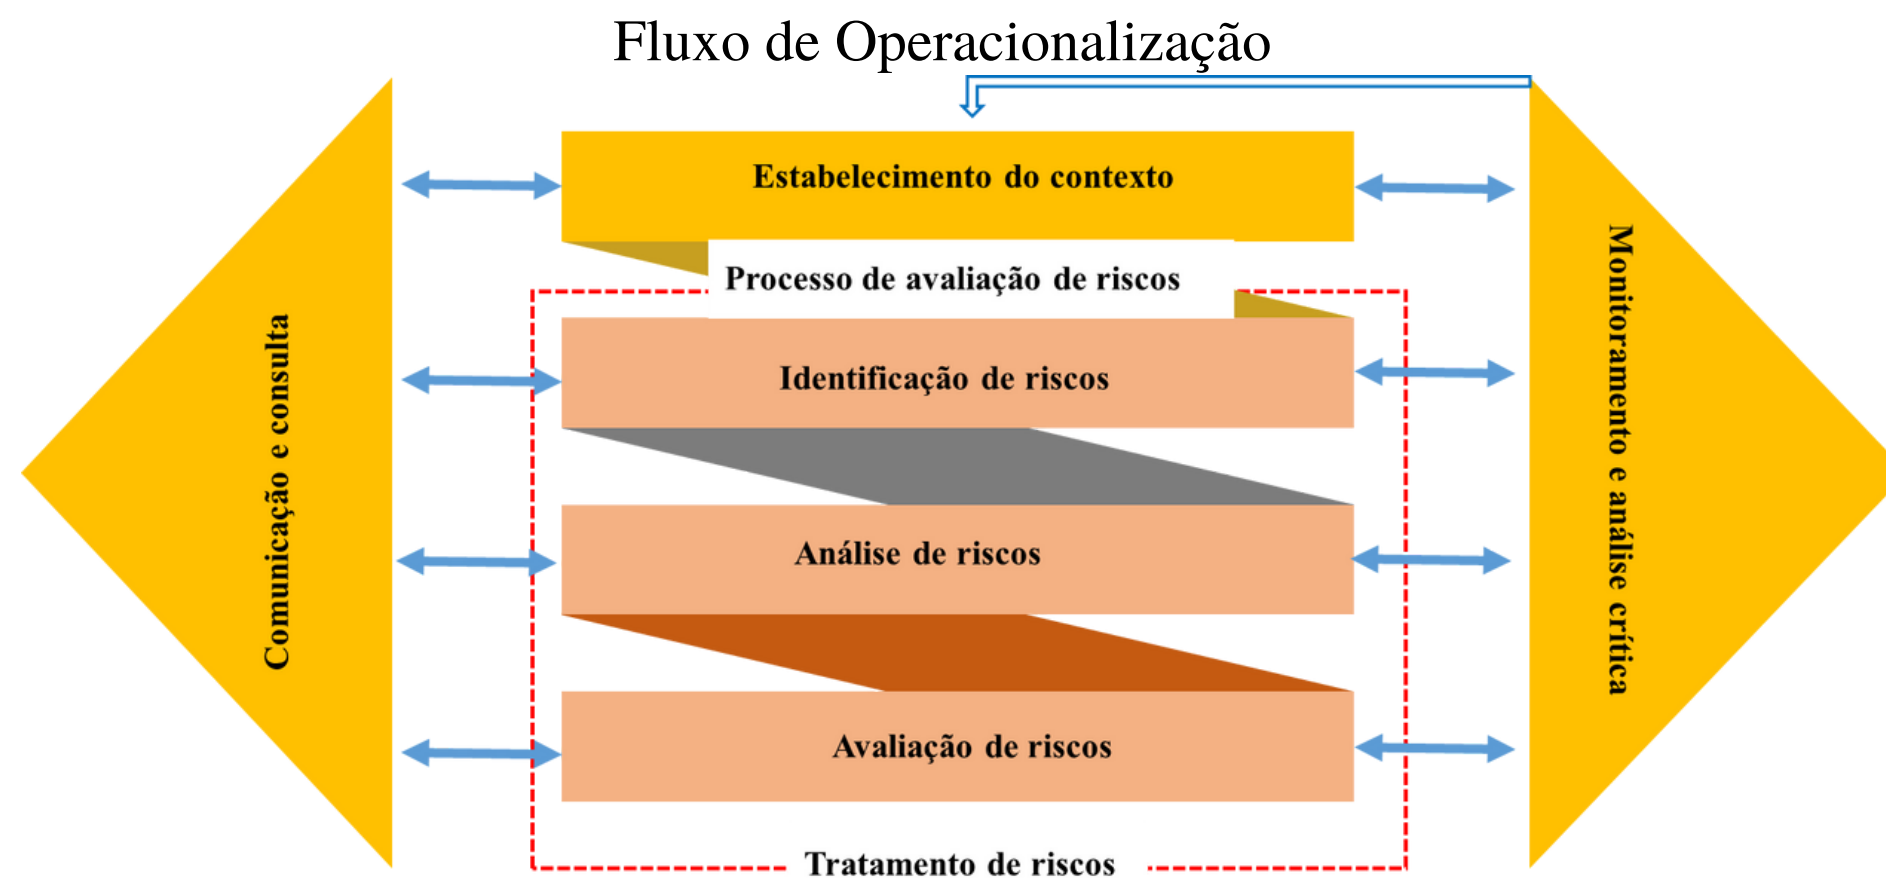 Fluxo de Operacionalização
Estabelecimento do contexto
Processo de avaliação de riscos
Identificação de riscos
Análise de riscos
Avaliação de riscos
Tratamento de riscos
Comunicação e consulta
Monitoramento e análise crítica